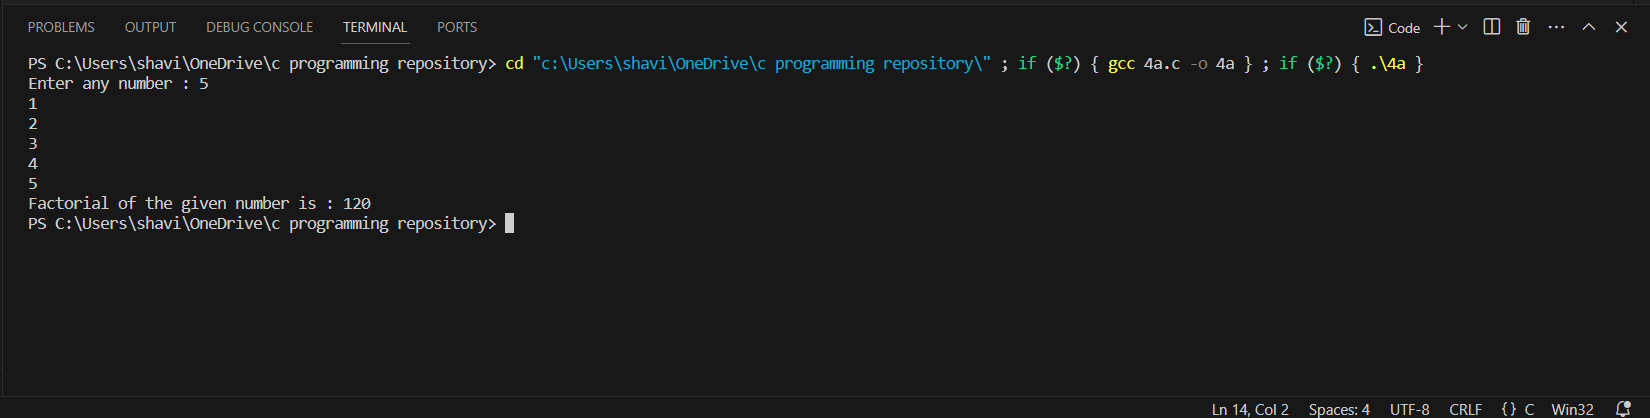 PROBLEMS OUTPUT DEBUG CONSOLE TERMINAL PORTS Code
PS C:\Users\shavi\OneDrive\c programming repository> cd "c:\Users\shavi\OneDrive\c programming repository\" ; if ($?) { gcc 4a.c -o 4a } ; if ($?) { .\4a }
Enter any number : 5
1
2
3
4
5
Factorial of the given number is : 120
PS C:\Users\shavi\OneDrive\c programming repository>
Ln 14, Col 2 Spaces: 4 UTF-8 CRLF {} C Win32